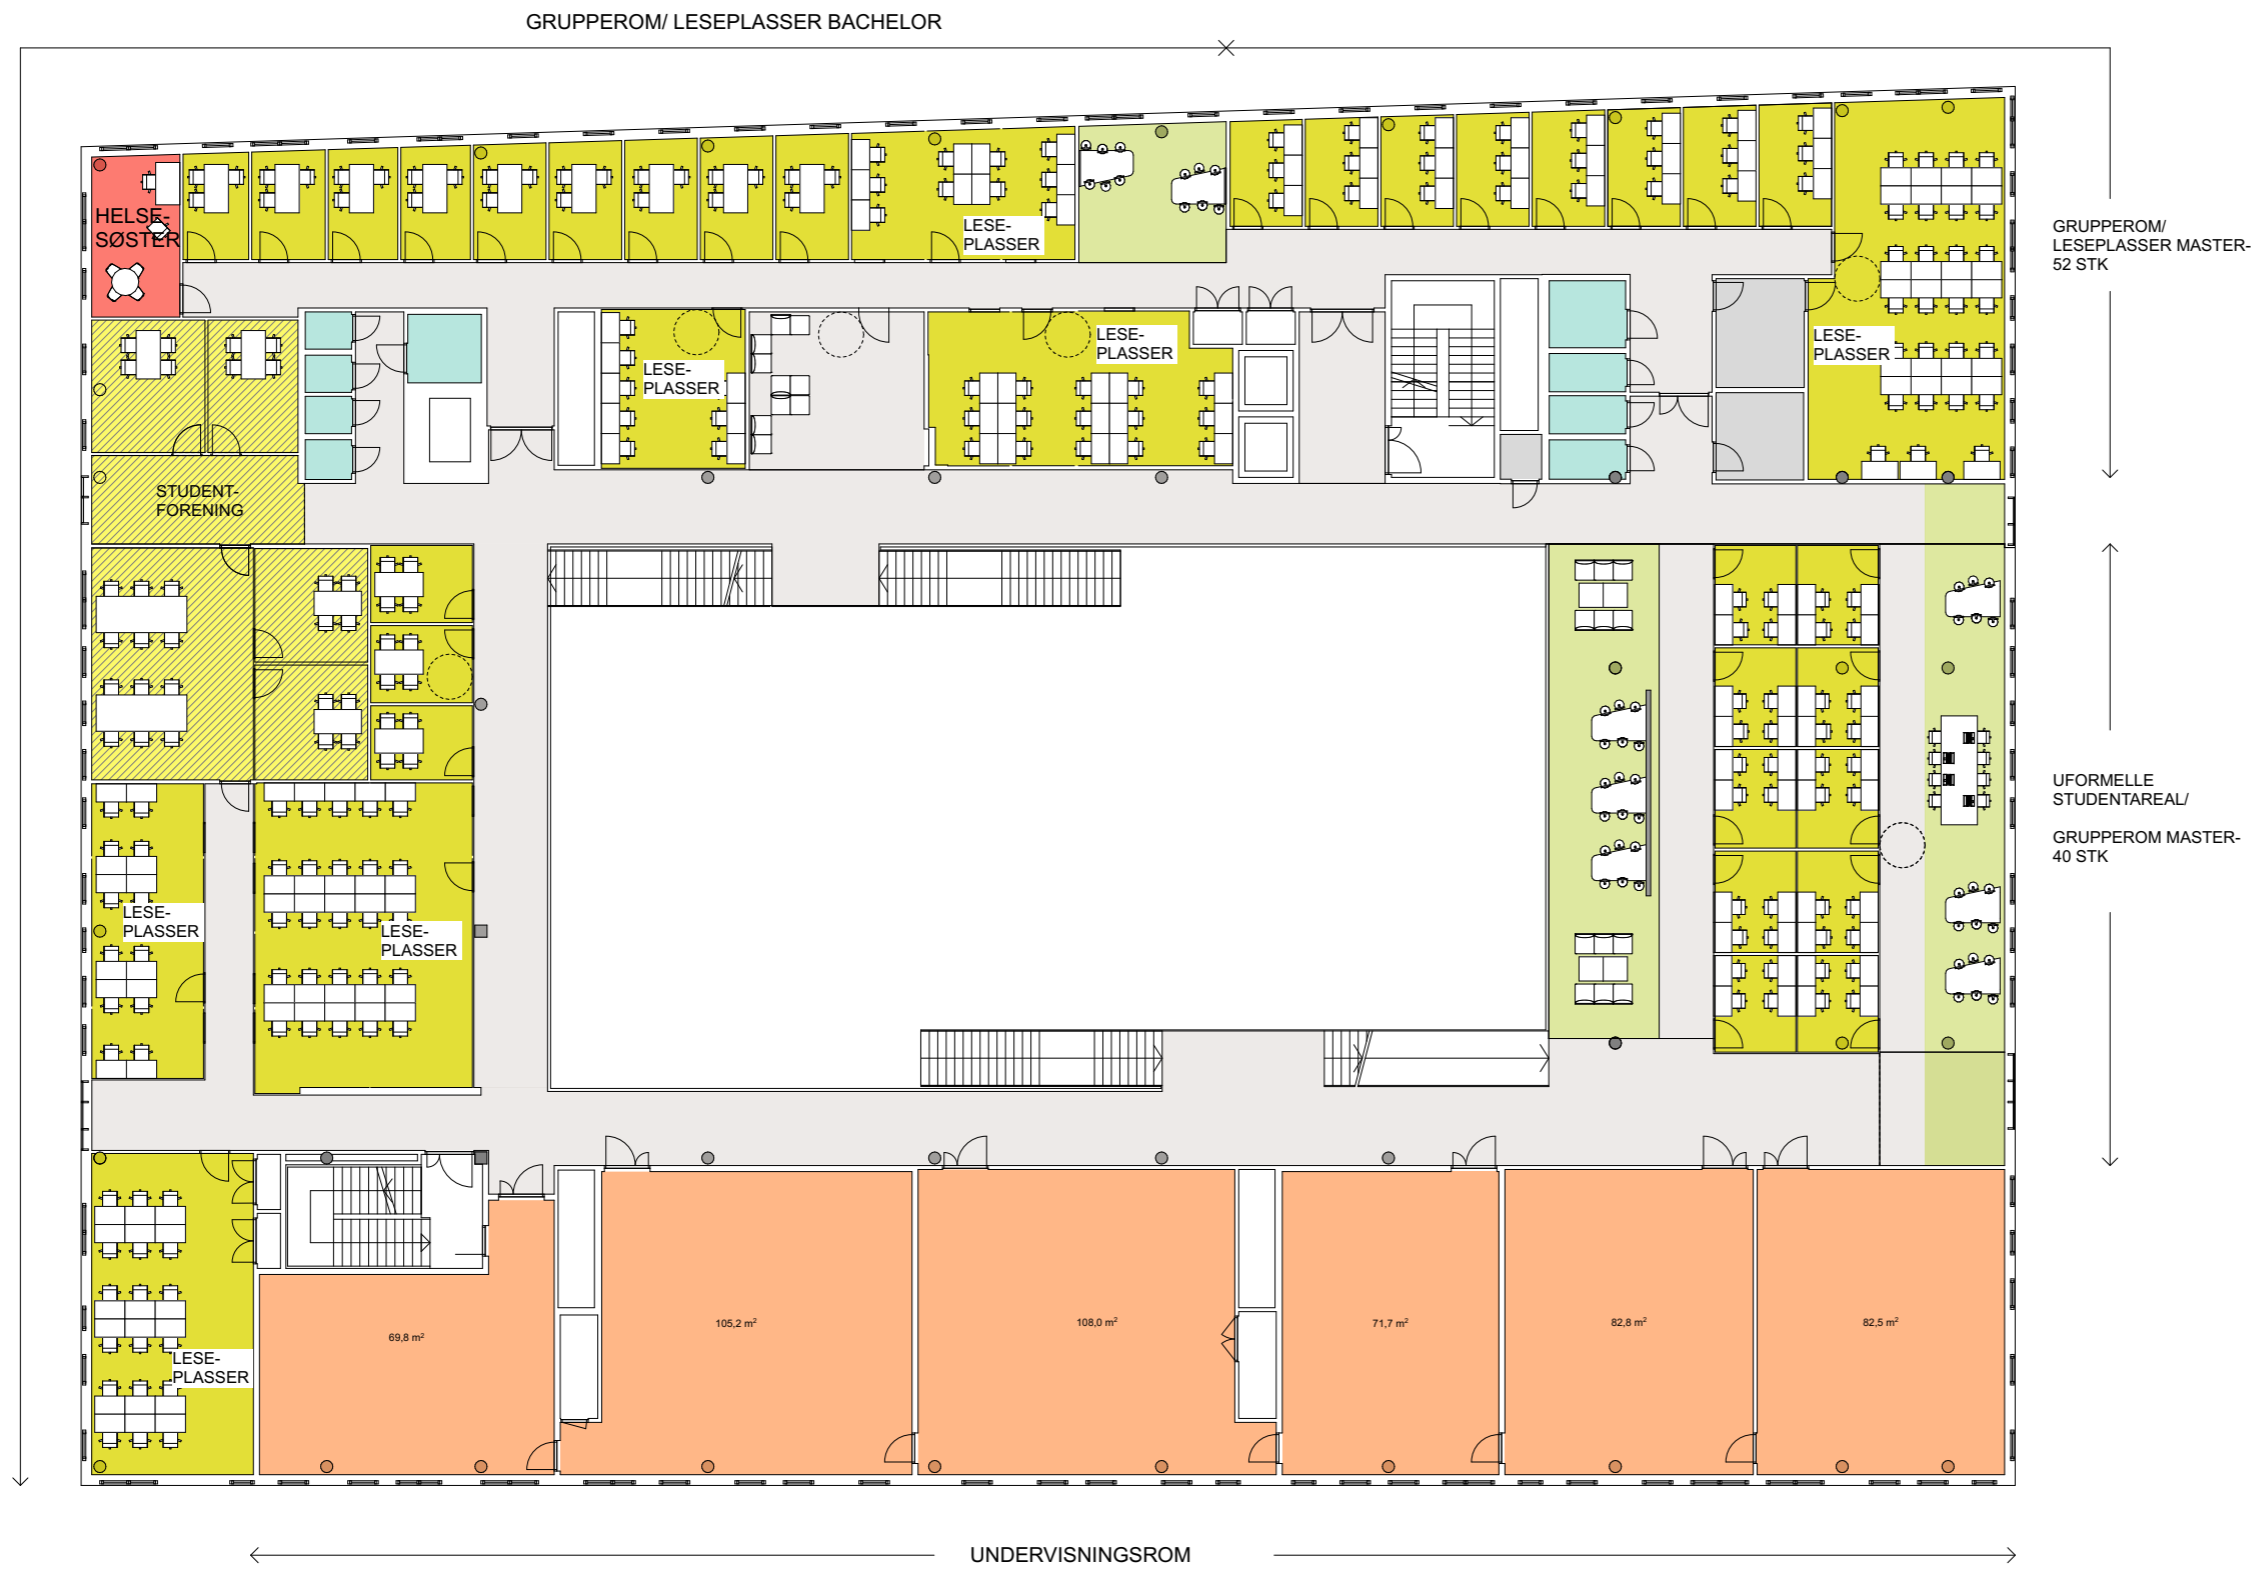 GRUPPEROM/ LESEPLASSER BACHELOR
HELSE-
SØSTER
LESE-
PLASSER
GRUPPEROM/
LESEPLASSER MASTER-
52 STK
LESE-
PLASSER
LESE-
PLASSER
LESE-
PLASSER
STUDENT-
FORENING
UFORMELLE
STUDENTAREAL/
GRUPPEROM MASTER-
40 STK
LESE-
PLASSER
LESE-
PLASSER
LESE-
PLASSER
69,8 m²
105,2 m²
108,0 m²
71,7 m²
82,8 m²
82,5 m²
UNDERVISNINGSROM